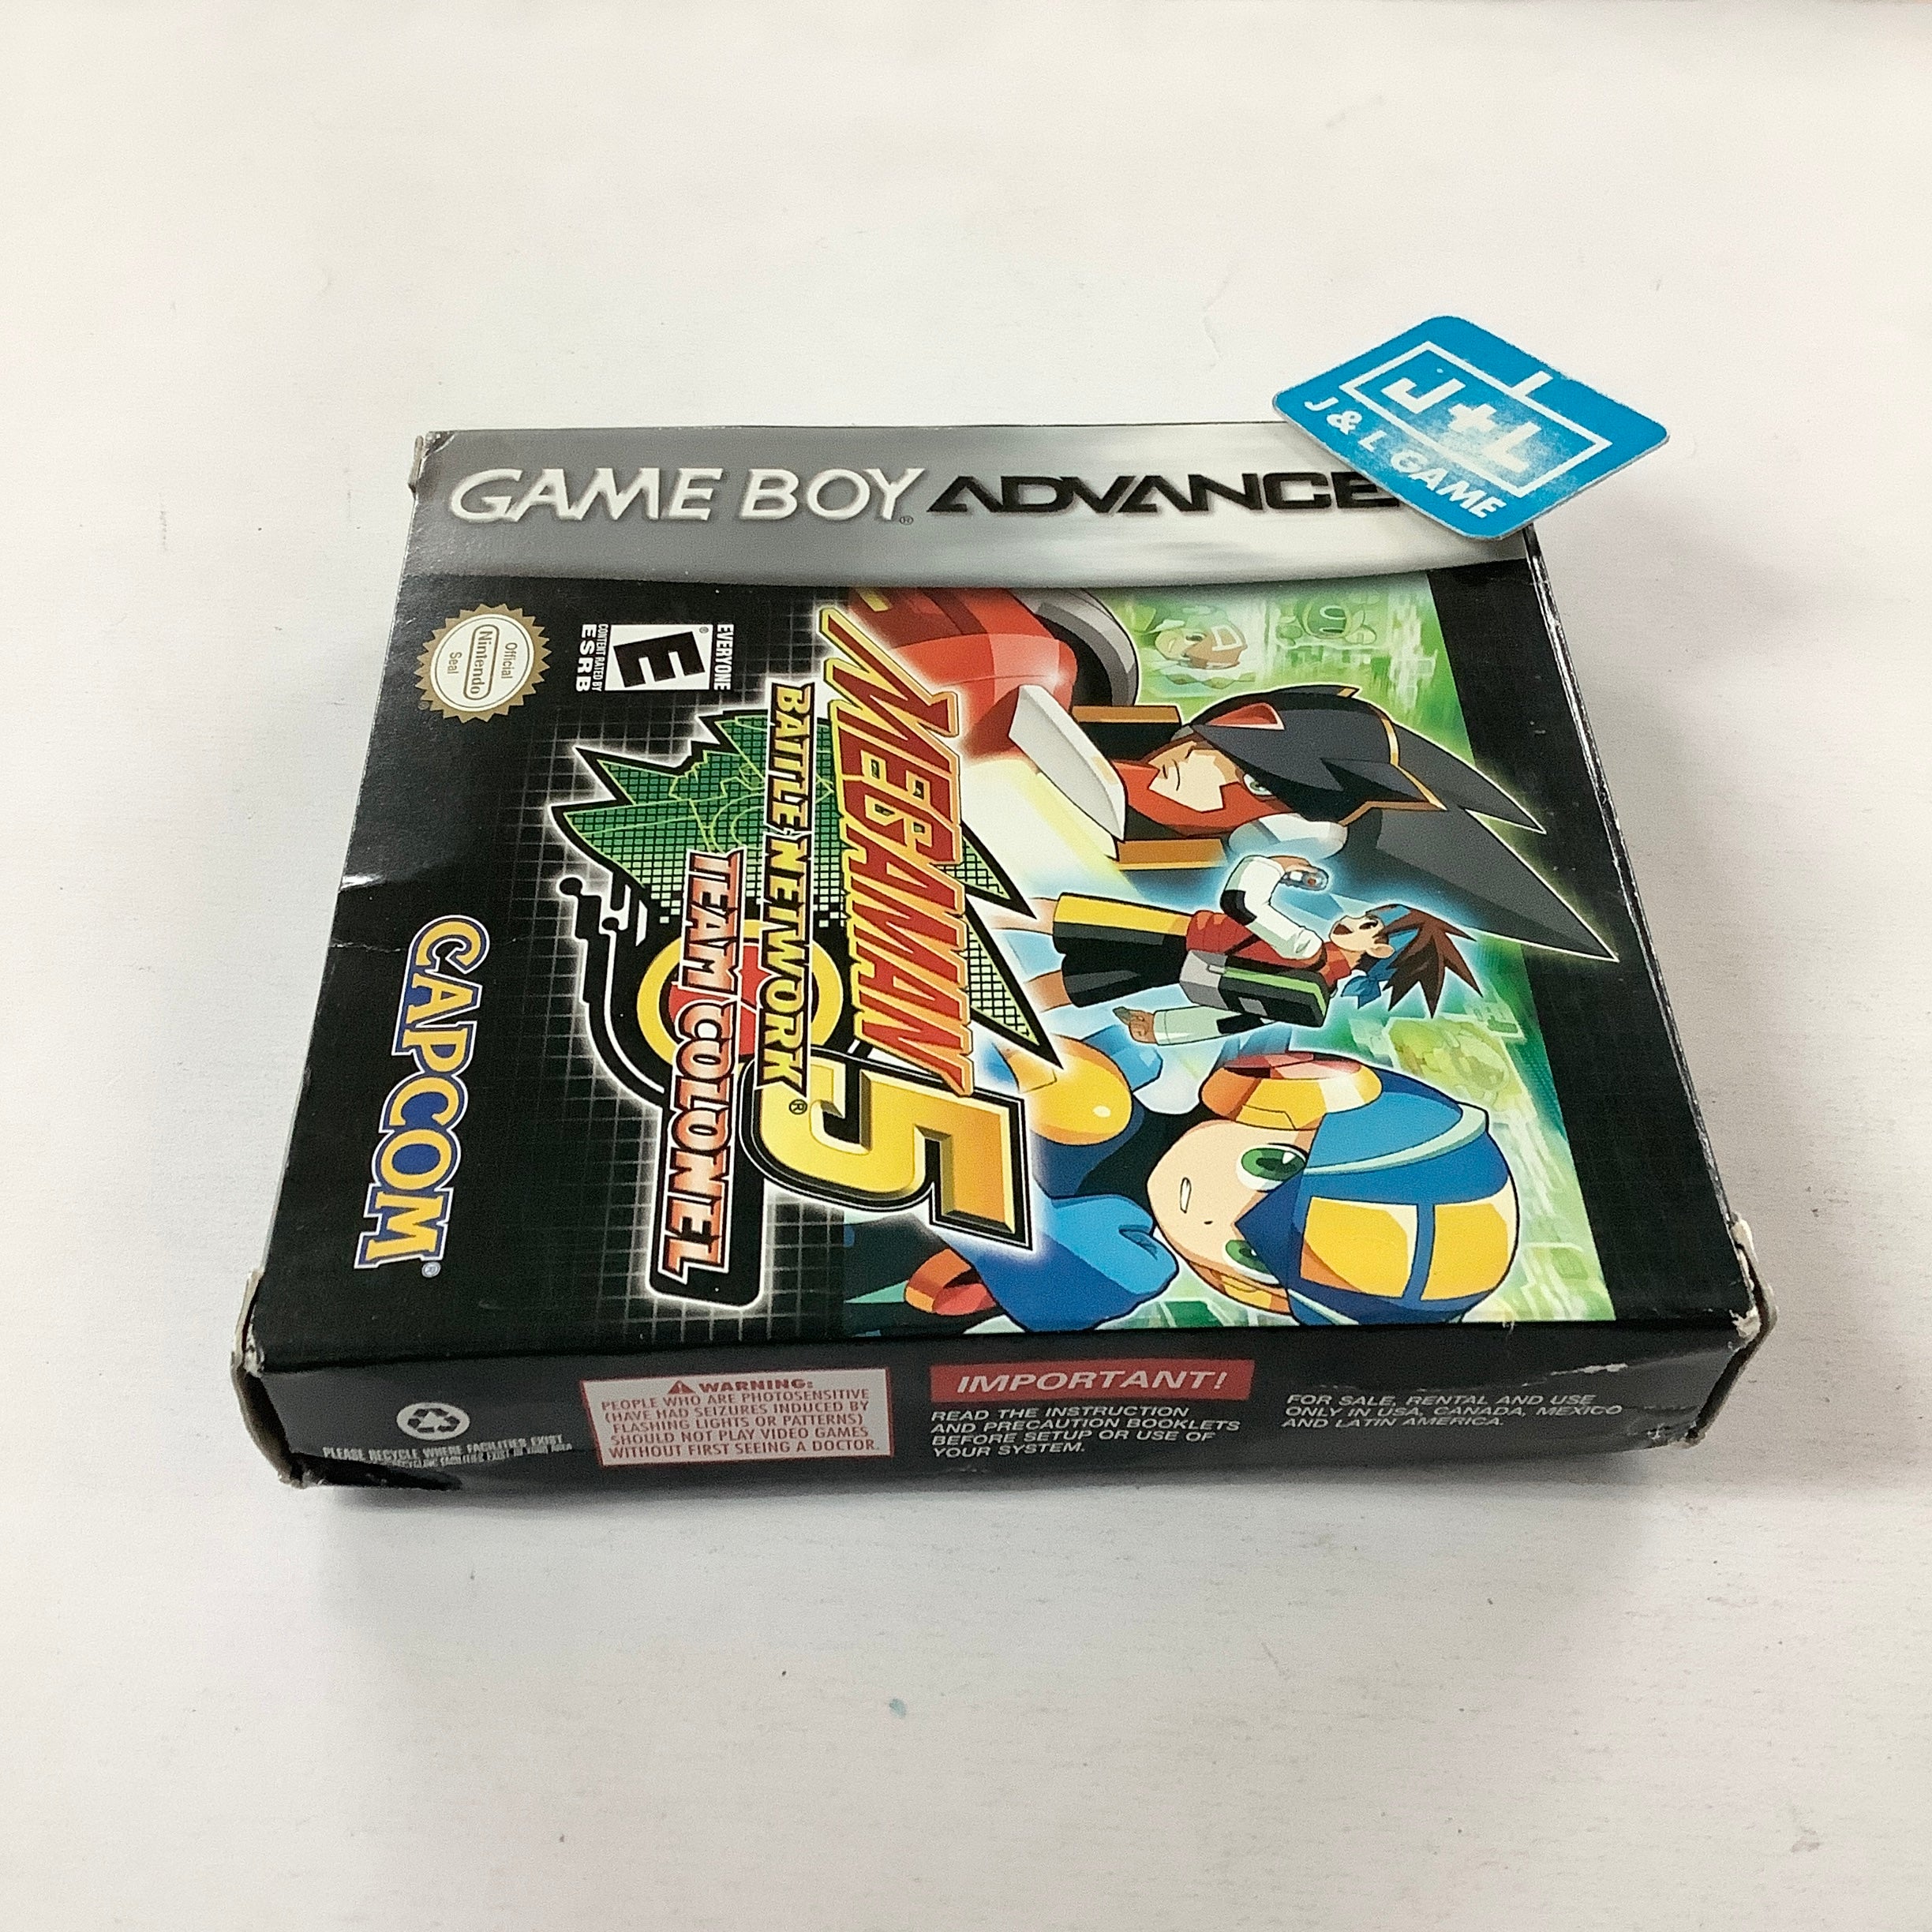 GAME BOY® ADVANCE
J+L
J & L GAME
MEGAMAN
BATTLE NETWORK® 5
TEAM COLONEL
EVERYONE
E®
CONTENT RATED BY
ESRB
Official
Nintendo
Seal
CAPCOM®
PLEASE RECYCLE WHERE FACILITIES EXIST
WARNING:
PEOPLE WHO ARE PHOTOSENSITIVE
(HAVE HAD SEIZURES INDUCED BY
FLASHING LIGHTS OR PATTERNS)
SHOULD NOT PLAY VIDEO GAMES
WITHOUT FIRST SEEING A DOCTOR.
IMPORTANT!
READ THE INSTRUCTION
AND PRECAUTION BOOKLETS
BEFORE SETUP OR USE OF
YOUR SYSTEM.
FOR SALE, RENTAL AND USE
ONLY IN USA, CANADA, MEXICO
AND LATIN AMERICA.